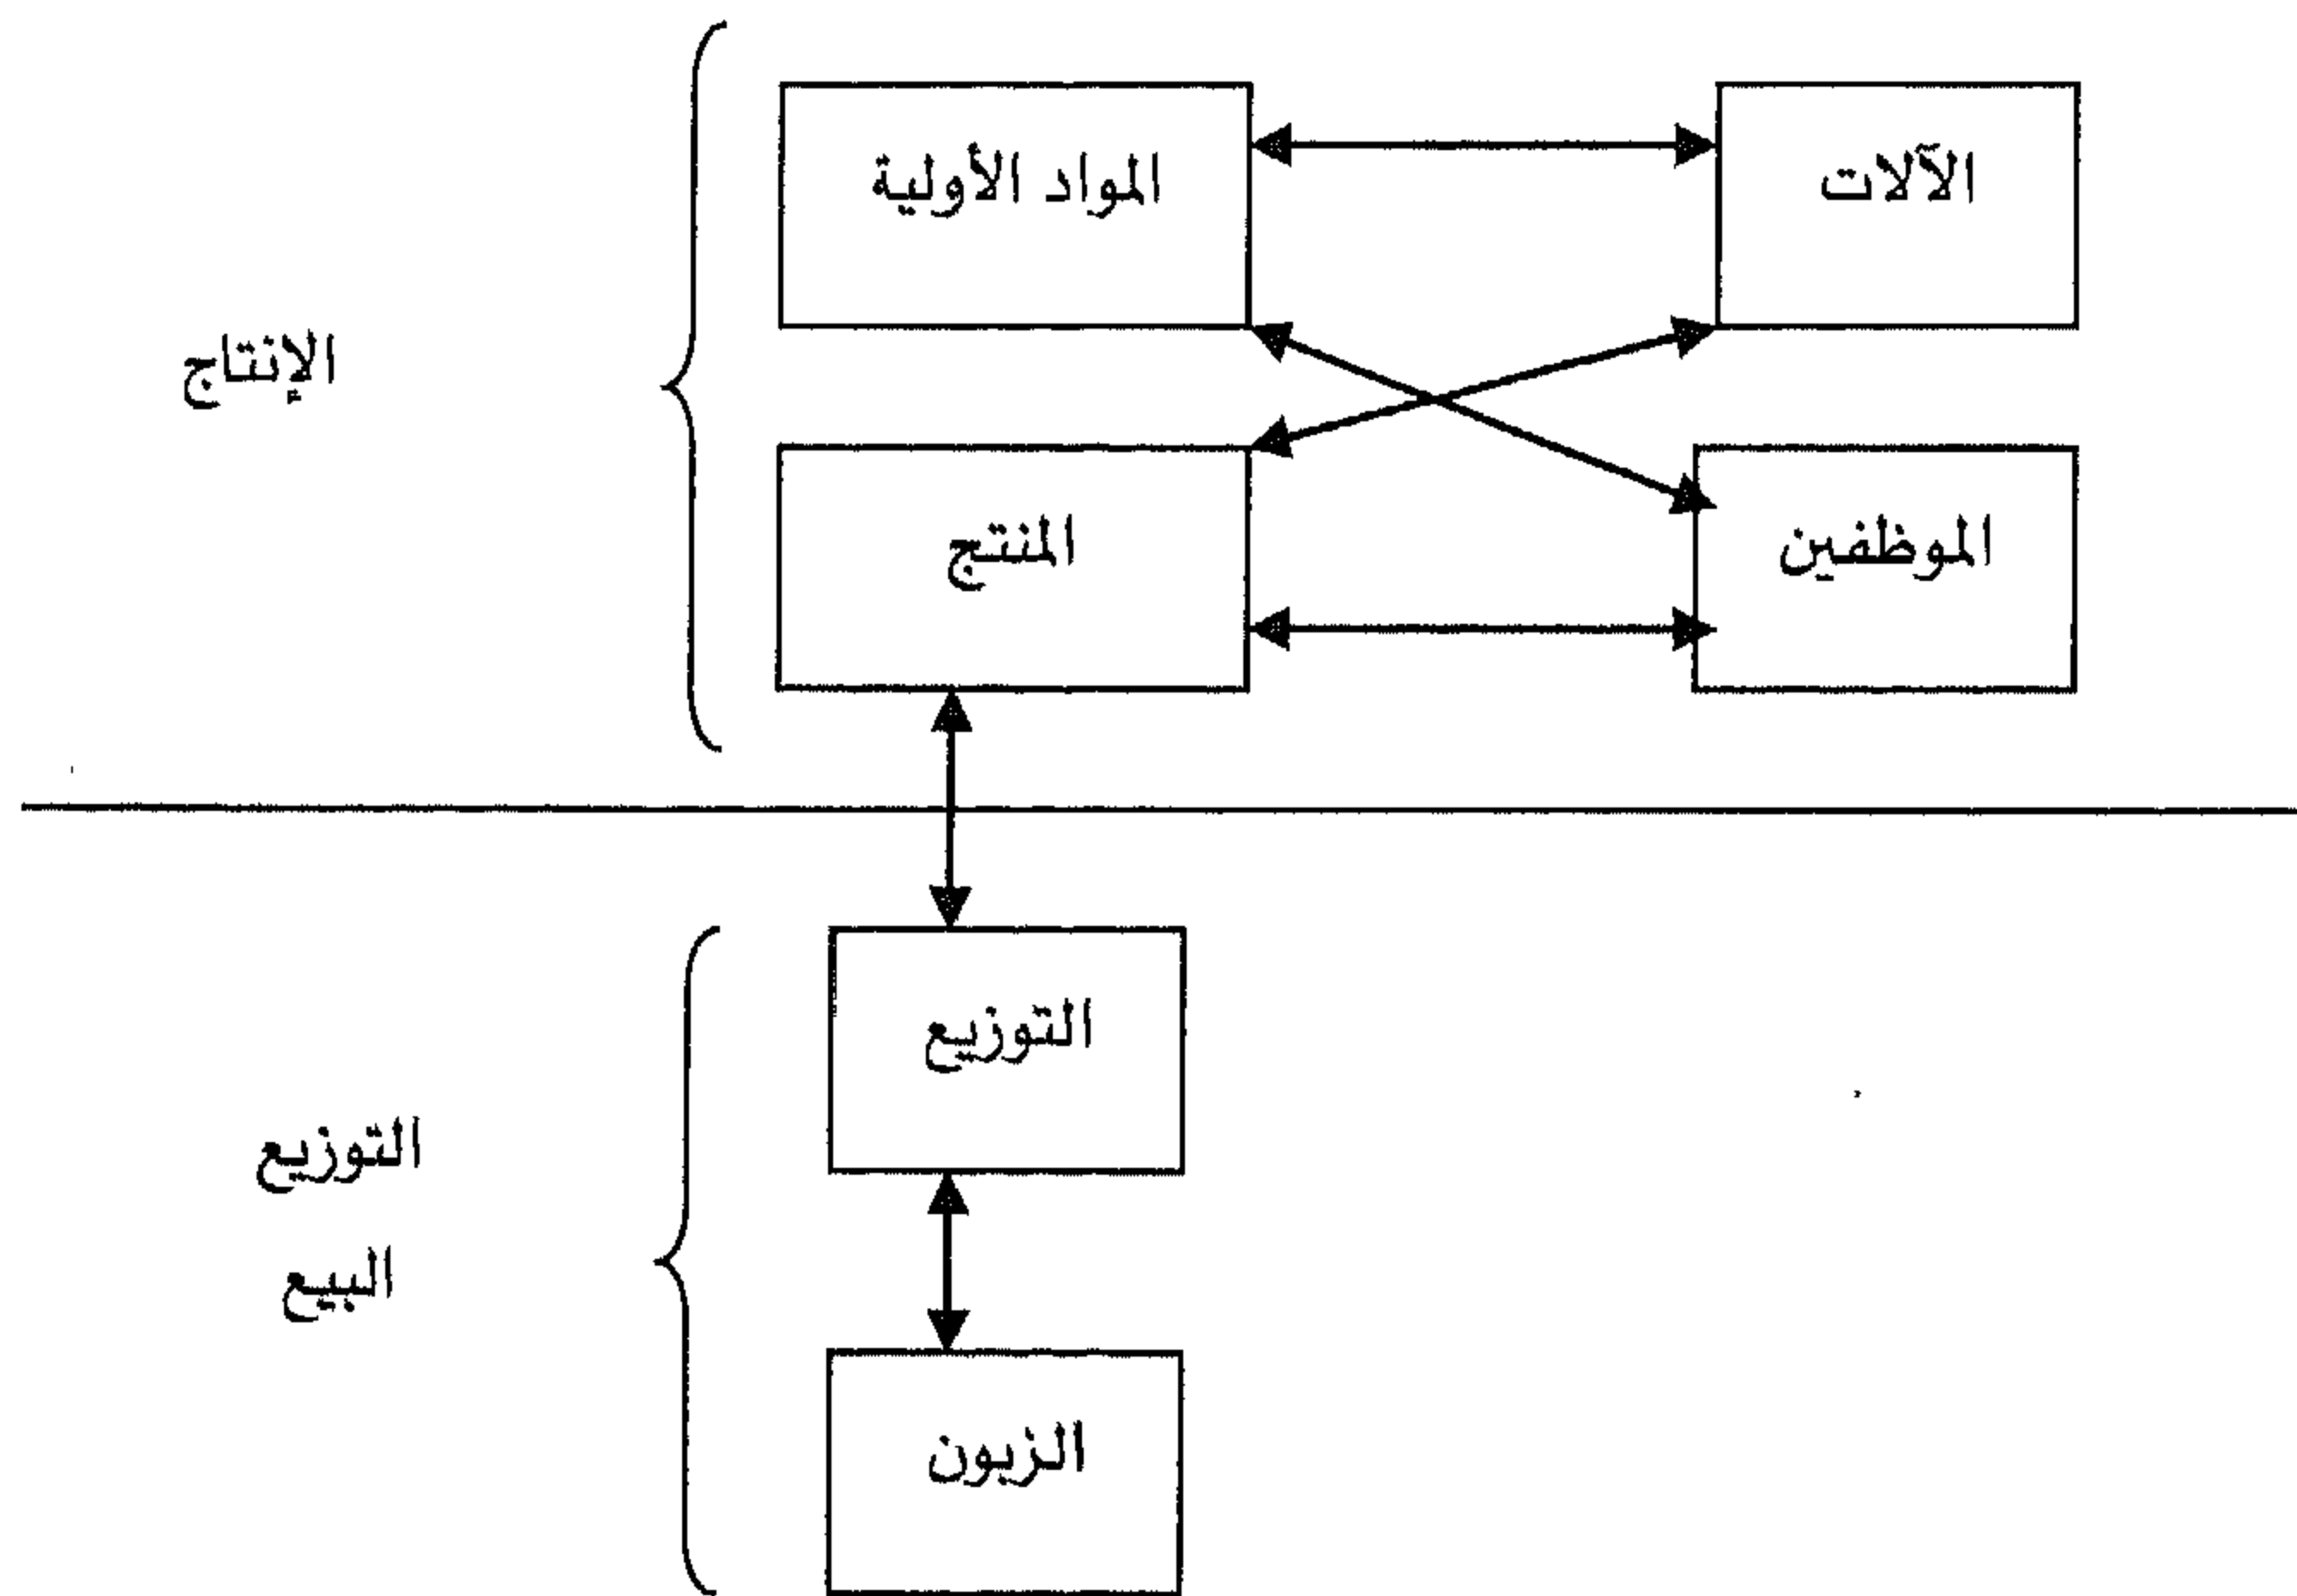 الآلات
المواد الأولية
الإنتاج
الموظفين
المنتج
التوزيع
التوزيع
البيع
الزبون